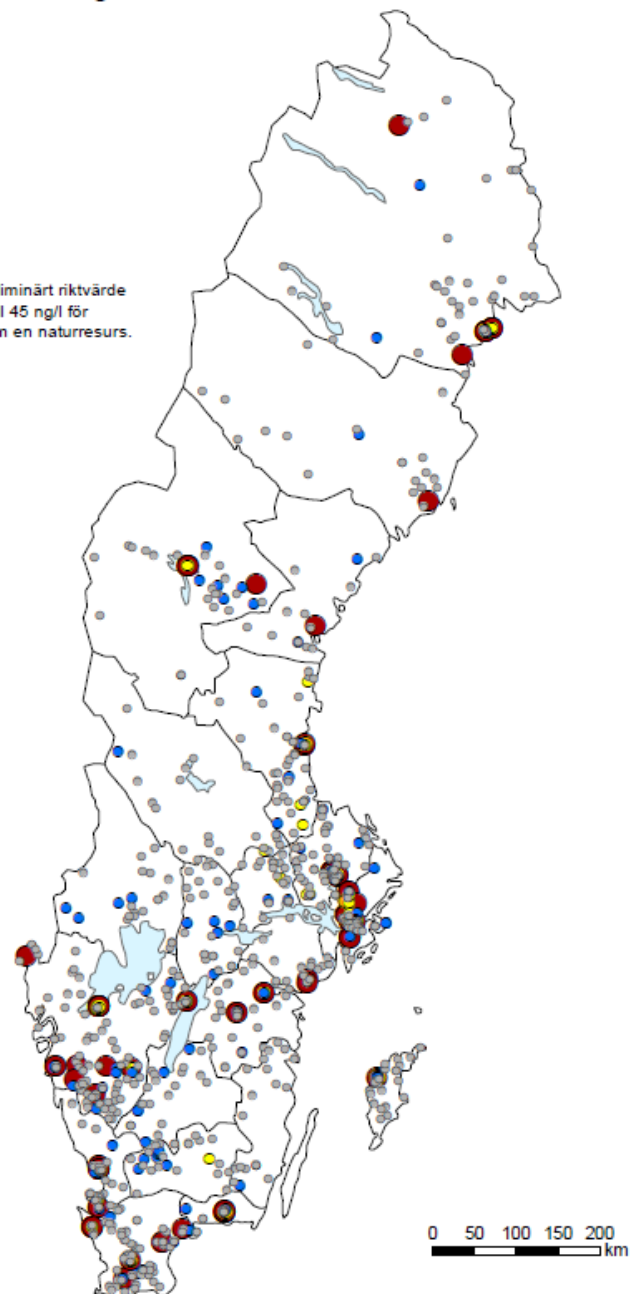 iminärt riktvärde
l 45 ng/l för
n en naturresurs.
0 50 100 150 200
km